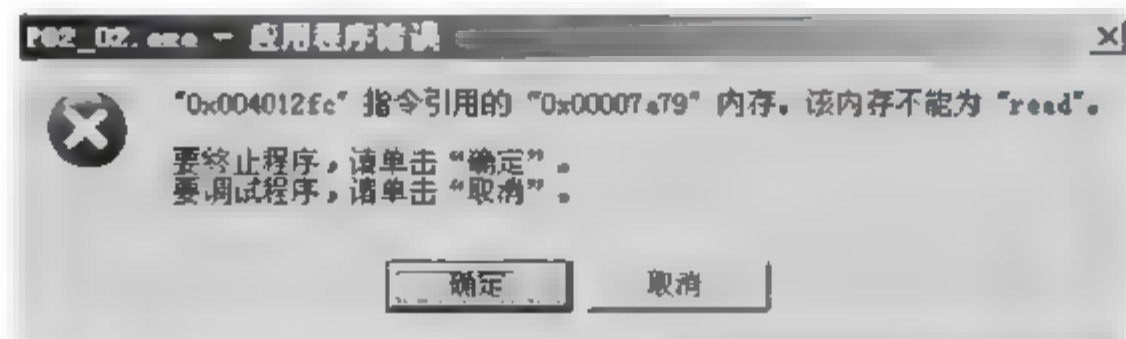 P02_02.exe - 应用程序错误
"0x004012fc" 指令引用的 "0x00007a79" 内存。该内存不能为 "read"。
要终止程序，请单击“确定”。
要调试程序，请单击“取消”。
确定
取消